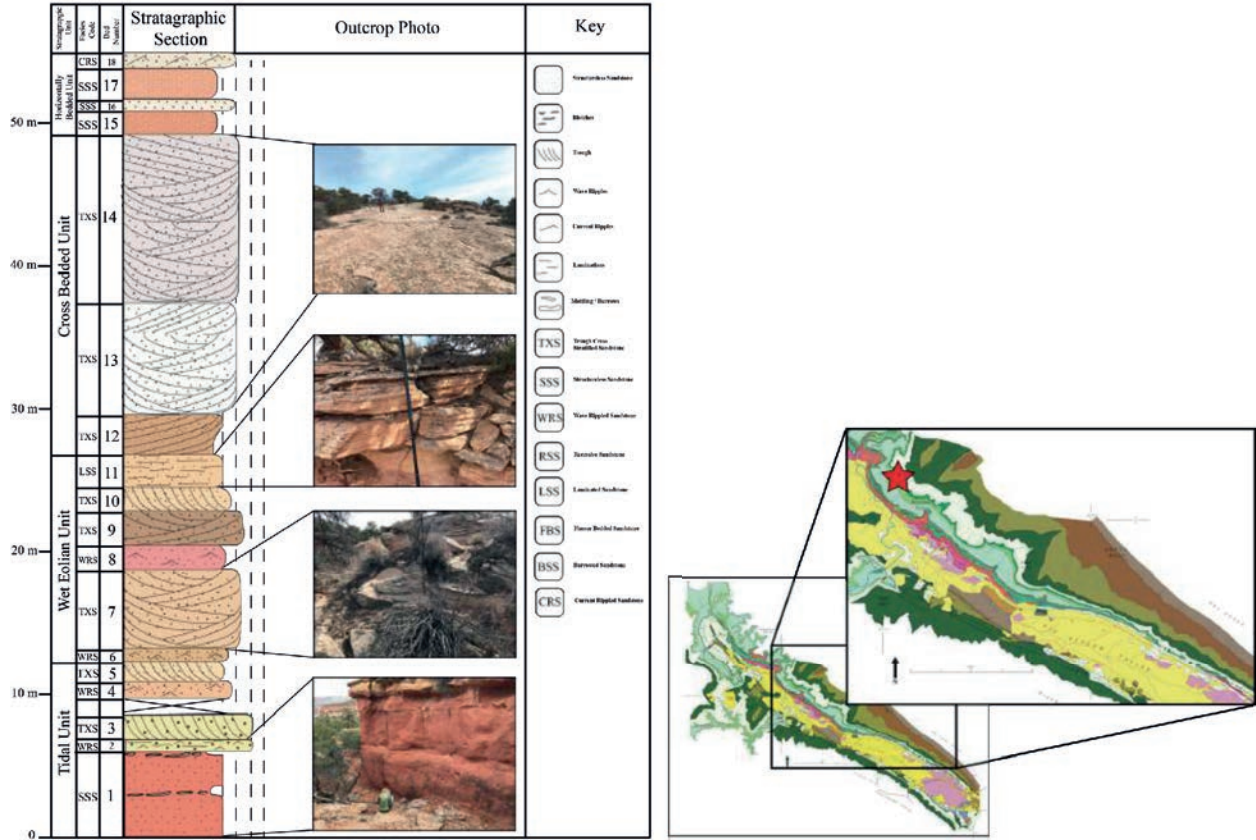 Stratagraphic
Unit
Facies
Code
Bed
Number
Stratagraphic
Section
Outcrop Photo
Key
Horizontally
Bedded Unit
CRS 18
SSS 17
SSS 16
SSS 15
50 m
Cross Bedded Unit
TXS 14
40 m
TXS 13
30 m
TXS 12
Wet Eolian Unit
LSS 11
TXS 10
TXS 9
20 m
WRS 8
TXS 7
WRS 6
Tidal Unit
TXS 5
10 m
WRS 4
TXS 3
WRS 2
SSS 1
0
Structureless Sandstone
Trough
Wave Ripples
Current Ripples
Laminations
Mottling / Burrows
TXS
Trough Cross
Stratified Sandstone
SSS
Structureless Sandstone
WRS
Wave Rippled Sandstone
RSS
LSS
Laminated Sandstone
FBS
Flaser Bedded Sandstone
BSS
Burrowed Sandstone
CRS
Current Rippled Sandstone